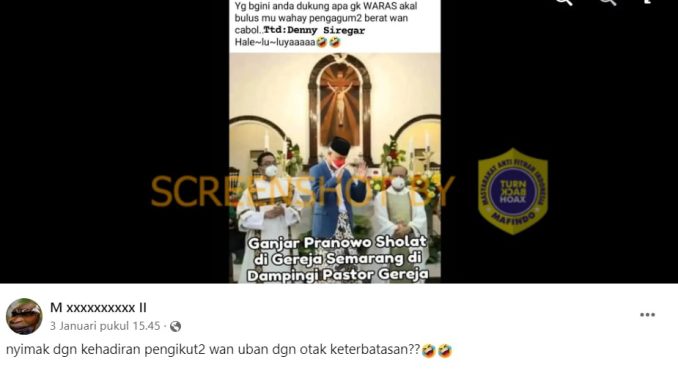 Yg bgini anda dukung apa gk WARAS akal
bulus mu wahay pengagum2 berat wan
cabol..Ttd:Denny Siregar
Hale~lu~luyaaaaa🤣🤣
SCREENSHOT BY
MASYARAKAT ANTI FITNAH INDONESIA
TURN
BACK
HOAX
MAFINDO
Ganjar Pranowo Sholat
di Gereja Semarang di
Dampingi Pastor Gereja
M xxxxxxxxxx II
3 Januari pukul 15.45 ·
nyimak dgn kehadiran pengikut2 wan uban dgn otak keterbatasan??🤣🤣